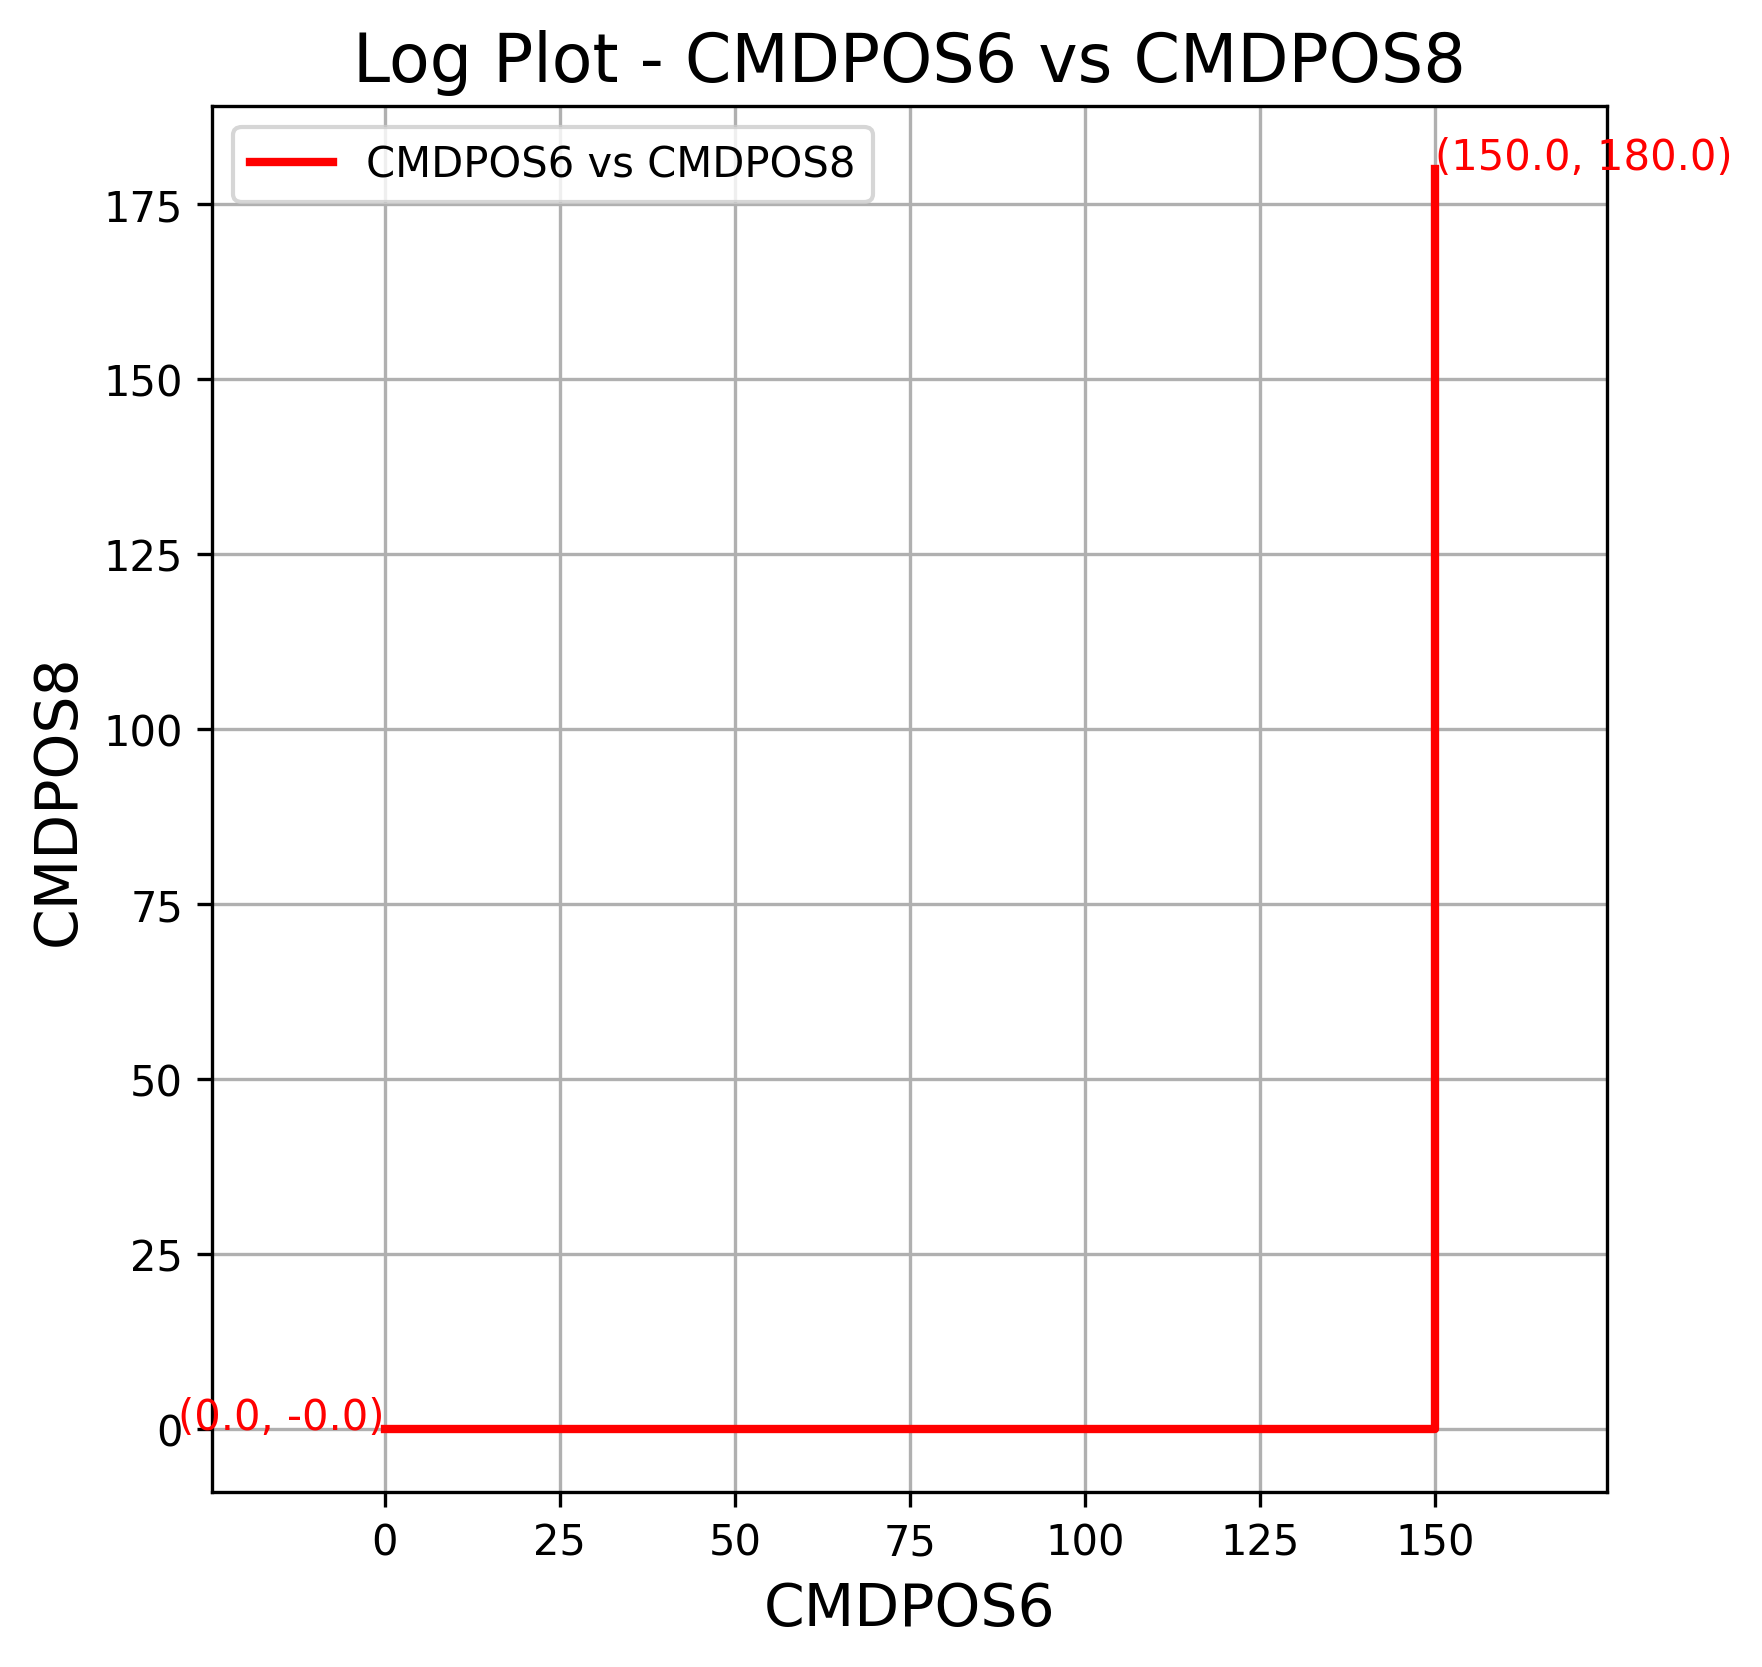 Log Plot - CMDPOS6 vs CMDPOS8
CMDPOS6 vs CMDPOS8
(150.0, 180.0)
175
150
125
100
75
50
25
0
CMDPOS8
(0.0, -0.0)
0 25 50 75 100 125 150
CMDPOS6